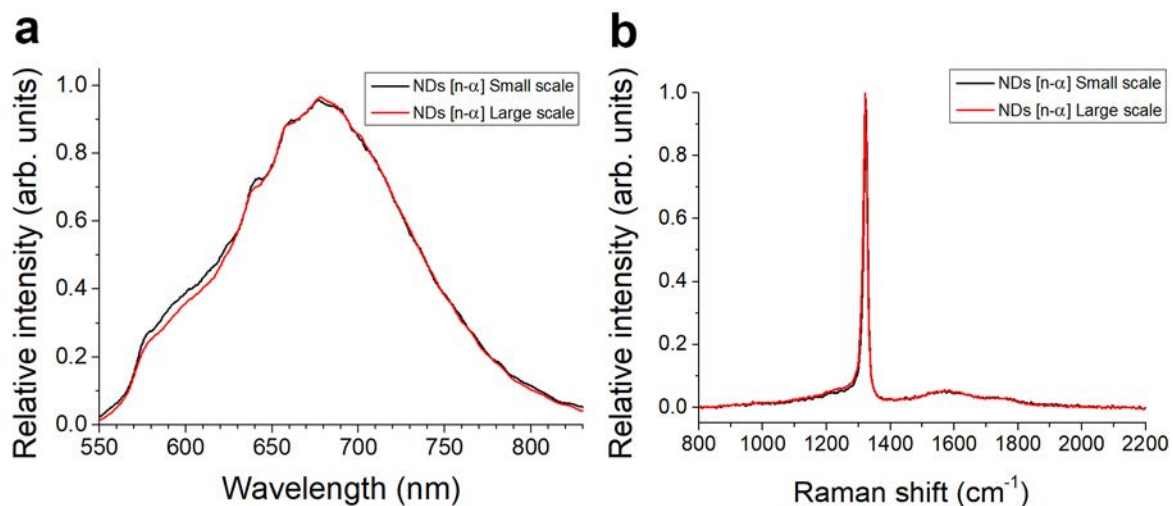 a
Relative intensity (arb. units)
1.0
0.8
0.6
0.4
0.2
0.0
NDs [n-α] Small scale
NDs [n-α] Large scale
550 600 650 700 750 800
Wavelength (nm)
b
Relative intensity (arb. units)
1.0
0.8
0.6
0.4
0.2
0.0
NDs [n-α] Small scale
NDs [n-α] Large scale
800 1000 1200 1400 1600 1800 2000 2200
Raman shift (cm⁻¹)